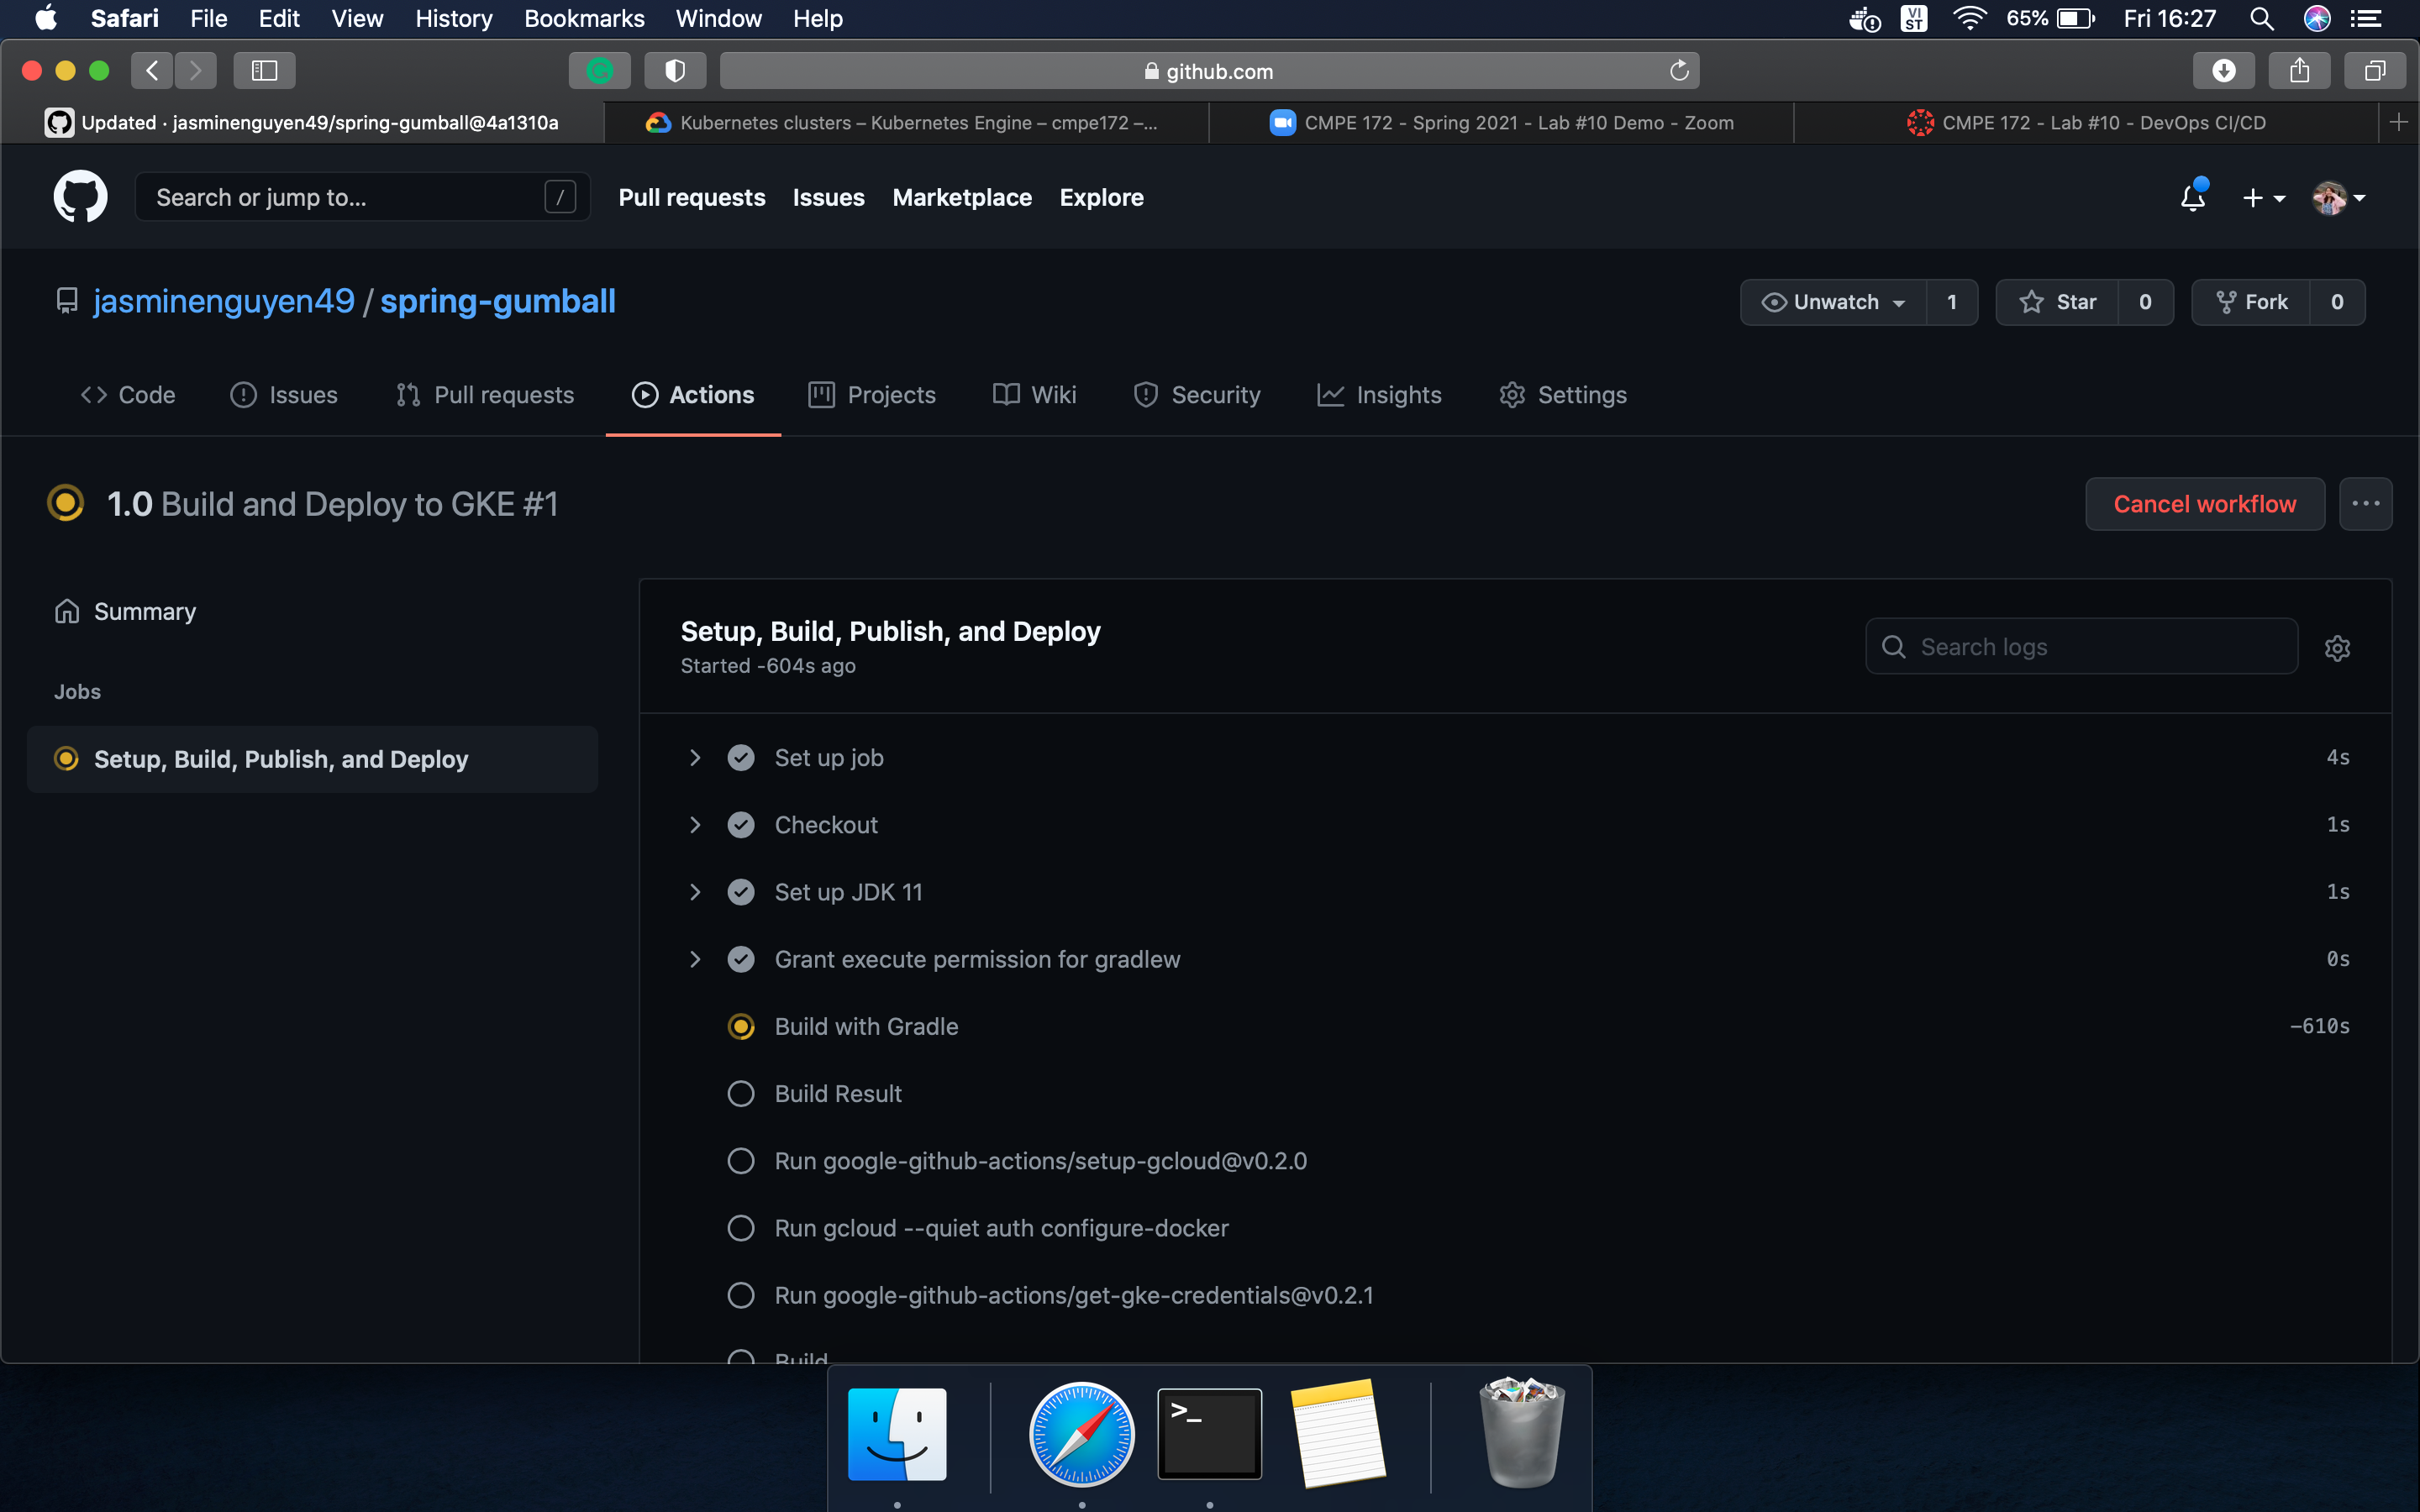 Safari File Edit View History Bookmarks Window Help
VI ST 65% Fri 16:27
github.com
Updated · jasminenguyen49/spring-gumball@4a1310a
Kubernetes clusters – Kubernetes Engine – cmpe172 –...
CMPE 172 - Spring 2021 - Lab #10 Demo - Zoom
CMPE 172 - Lab #10 - DevOps CI/CD
Search or jump to... /
Pull requests Issues Marketplace Explore
jasminenguyen49 / spring-gumball
Unwatch 1 Star 0 Fork 0
Code Issues Pull requests Actions Projects Wiki Security Insights Settings
1.0 Build and Deploy to GKE #1
Cancel workflow
Summary
Jobs
Setup, Build, Publish, and Deploy
Setup, Build, Publish, and Deploy
Started -604s ago
Search logs
Set up job 4s
Checkout 1s
Set up JDK 11 1s
Grant execute permission for gradlew 0s
Build with Gradle -610s
Build Result
Run google-github-actions/setup-gcloud@v0.2.0
Run gcloud --quiet auth configure-docker
Run google-github-actions/get-gke-credentials@v0.2.1
Build
>_